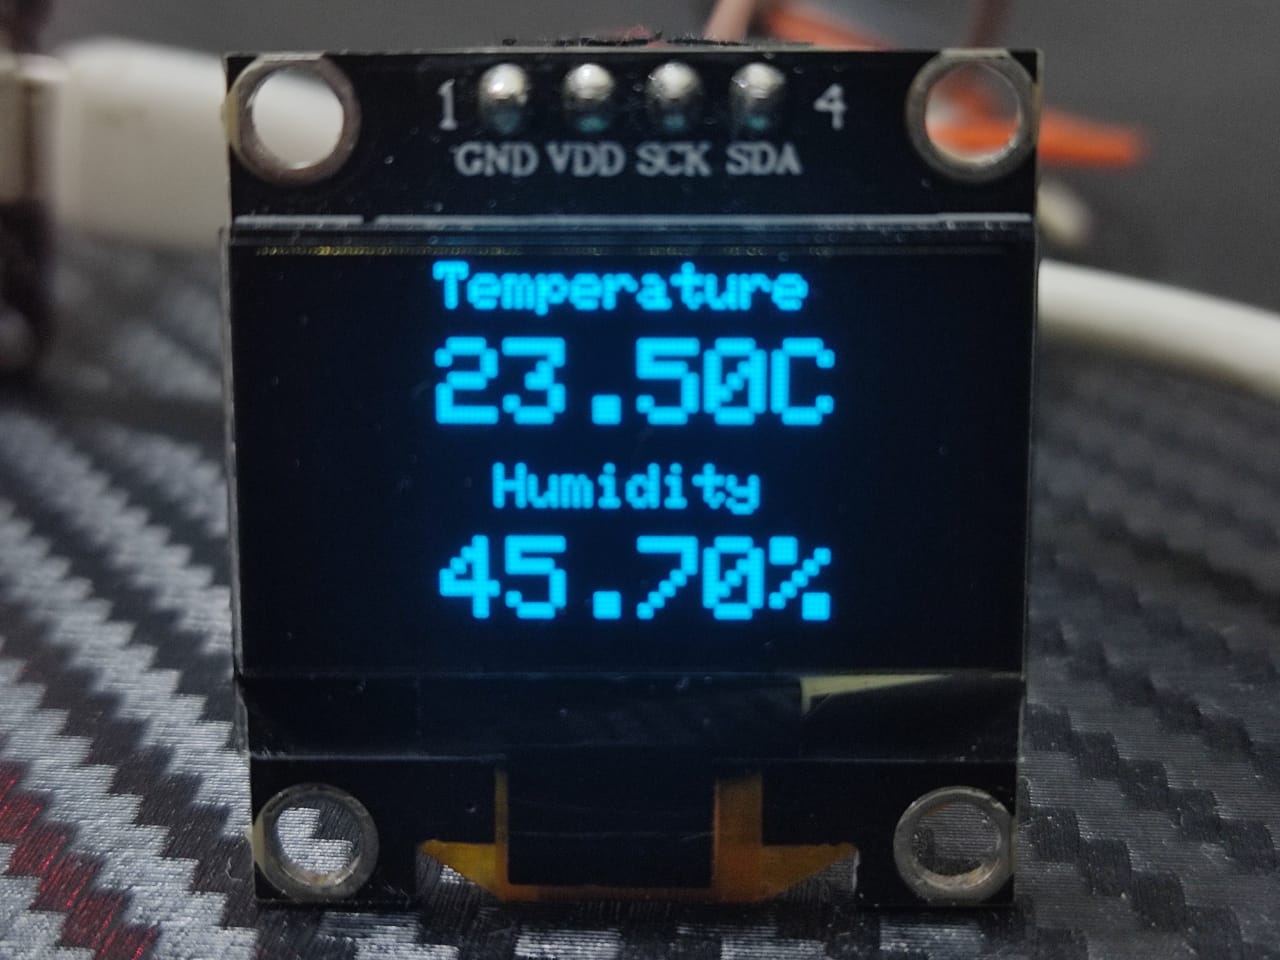 1 4
GND VDD SCK SDA
Temperature
23.50C
Humidity
45.70%